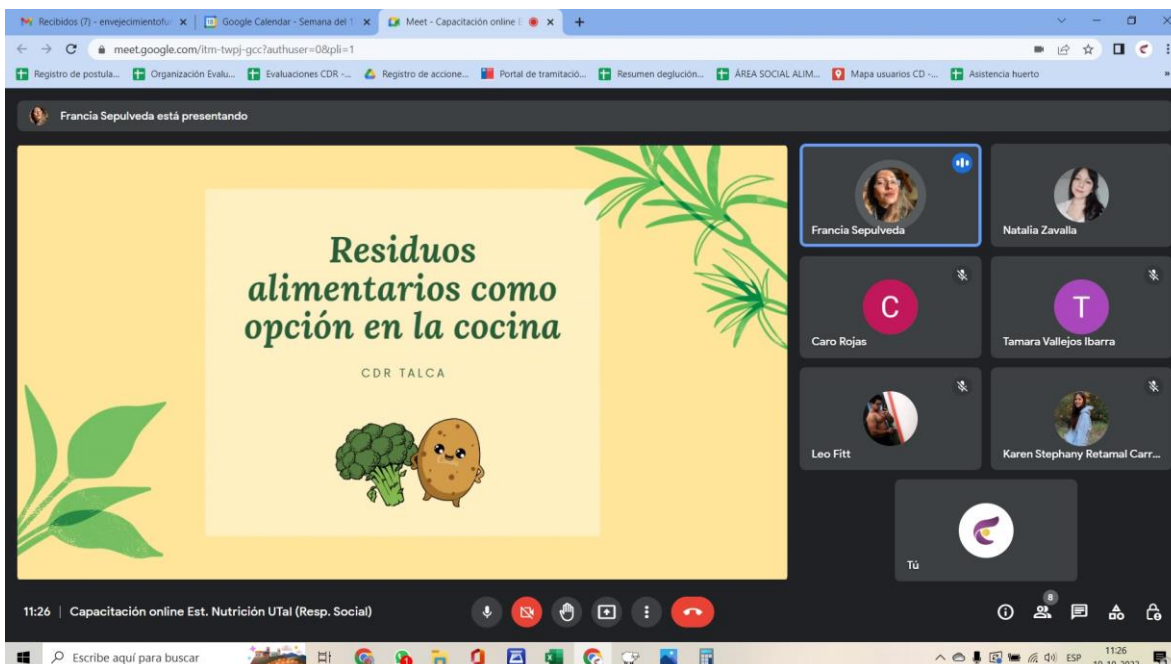 Recibidos (7) - envejecimientofu
Google Calendar - Semana del 1
Meet - Capacitación online E
meet.google.com/itm-twpj-gcc?authuser=0&pli=1
Registro de postula...
Organización Evalu...
Evaluaciones CDR -...
Registro de accione...
Portal de tramitació...
Resumen deglución...
ÁREA SOCIAL ALIM...
Mapa usuarios CD -...
Asistencia huerto
»
Francia Sepulveda está presentando
Residuos
alimentarios como
opción en la cocina
CDR TALCA
Francia Sepulveda
Natalia Zavalla
C
Caro Rojas
T
Tamara Vallejos Ibarra
Leo Fitt
Karen Stephany Retamal Carr...
Tú
11:26 | Capacitación online Est. Nutrición UTal (Resp. Social)
8
Escribe aquí para buscar
ESP
11:26